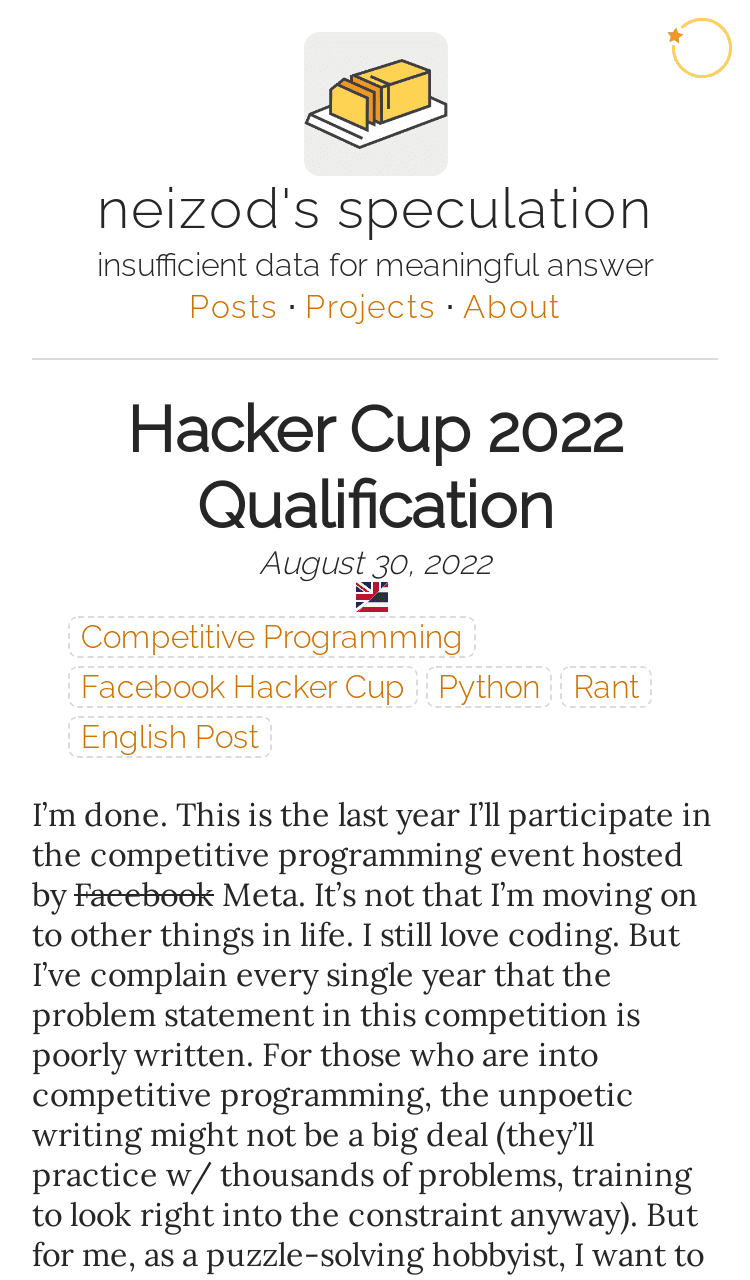 neizod's speculation
insufficient data for meaningful answer
Posts · Projects · About
Hacker Cup 2022
Qualification
August 30, 2022
Competitive Programming
Facebook Hacker Cup Python Rant
English Post
I’m done. This is the last year I’ll participate in
the competitive programming event hosted
by Facebook Meta. It’s not that I’m moving on
to other things in life. I still love coding. But
I’ve complain every single year that the
problem statement in this competition is
poorly written. For those who are into
competitive programming, the unpoetic
writing might not be a big deal (they’ll
practice w/ thousands of problems, training
to look right into the constraint anyway). But
for me, as a puzzle-solving hobbyist, I want to